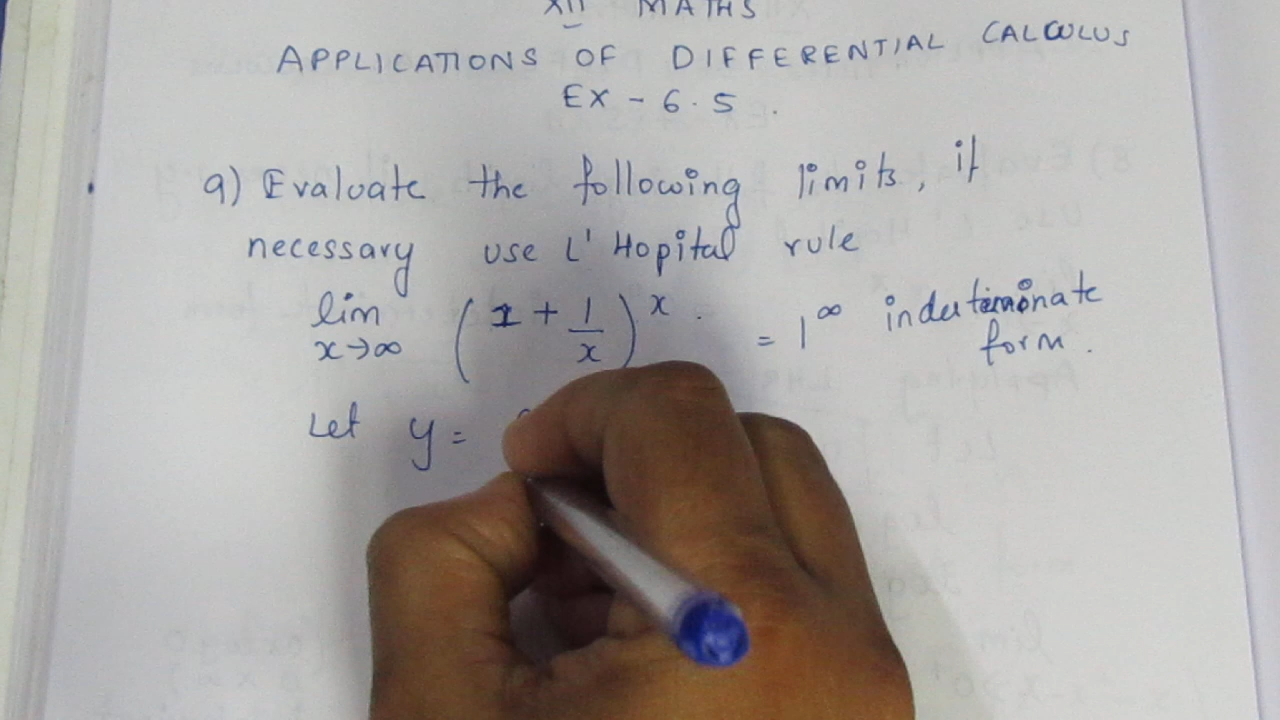 XII MATHS
APPLICATIONS OF DIFFERENTIAL CALCULUS
EX - 6.5.
9) Evaluate the following limits, if
necessary use L' Hopital rule
lim x→∞ (1 + 1/x)^x = 1^∞ indeterminate form.
Let y =